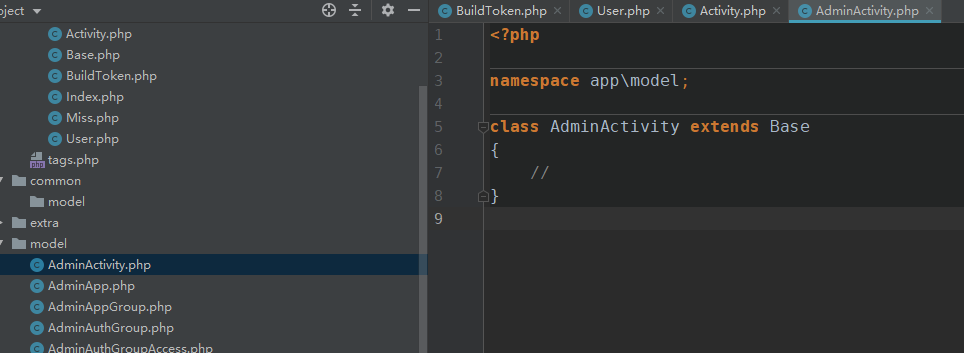 oject
Activity.php
Base.php
BuildToken.php
Index.php
Miss.php
User.php
php tags.php
common
model
extra
model
AdminActivity.php
AdminApp.php
AdminAppGroup.php
AdminAuthGroup.php
AdminAuthGroupAccess.php
BuildToken.php User.php Activity.php AdminActivity.php
1 <?php
2
3 namespace app\model;
4
5 class AdminActivity extends Base
6 {
7 //
8 }
9